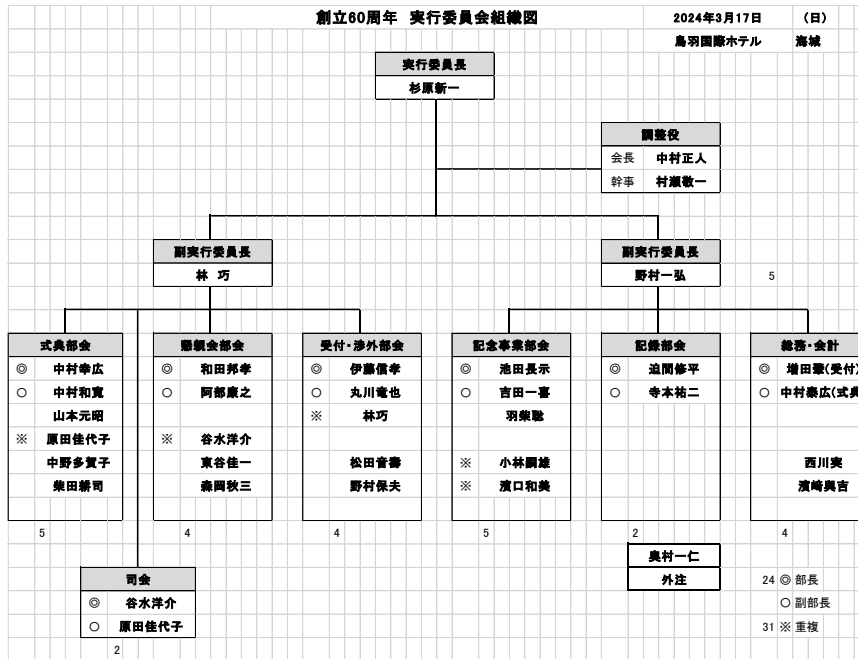 創立60周年 実行委員会組織図 2024年3月17日 (日)
鳥羽国際ホテル 海城
実行委員長
杉原新一
調整役
会長 中村正人
幹事 村瀬敬一
副実行委員長 副実行委員長
林 巧 野村一弘 5
式典部会 懇親会部会 受付・渉外部会 記念事業部会 記録部会 総務・会計
◎ 中村幸広 ◎ 和田邦孝 ◎ 伊藤信孝 ◎ 池田長示 ◎ 迫間修平 ◎ 増田肇(受付)
○ 中村和寛 ○ 阿部康之 ○ 丸川竜也 ○ 吉田一喜 ○ 寺本祐二 ○ 中村泰広(式典
山本元昭 ※ 林巧 羽柴聡
※ 原田佳代子 ※ 谷水洋介
中野多賀子 東谷佳一 松田音壽 ※ 小林嗣雄 西川実
柴田耕司 森岡秋三 野村保夫 ※ 濱口和美 濱崎與吉
5 4 4 5 2 4
奥村一仁
司会 外注 24 ◎ 部長
◎ 谷水洋介 ○ 副部長
○ 原田佳代子 31 ※ 重複
2